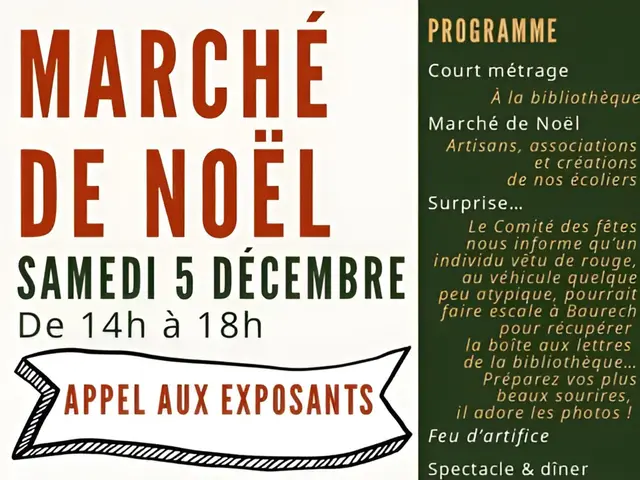 MARCHÉ
DE NOËL
SAMEDI 5 DÉCEMBRE
De 14h à 18h
APPEL AUX EXPOSANTS
PROGRAMME
Court métrage
À la bibliothèque
Marché de Noël
Artisans, associations
et créations
de nos écoliers
Surprise...
Le Comité des fêtes
nous informe qu'un
individu vêtu de rouge,
au véhicule quelque
peu atypique, pourrait
faire escale à Baurech
pour récupérer
la boîte aux lettres
de la bibliothèque...
Préparez vos plus
beaux sourires,
il adore les photos !
Feu d'artifice
Spectacle & dîner